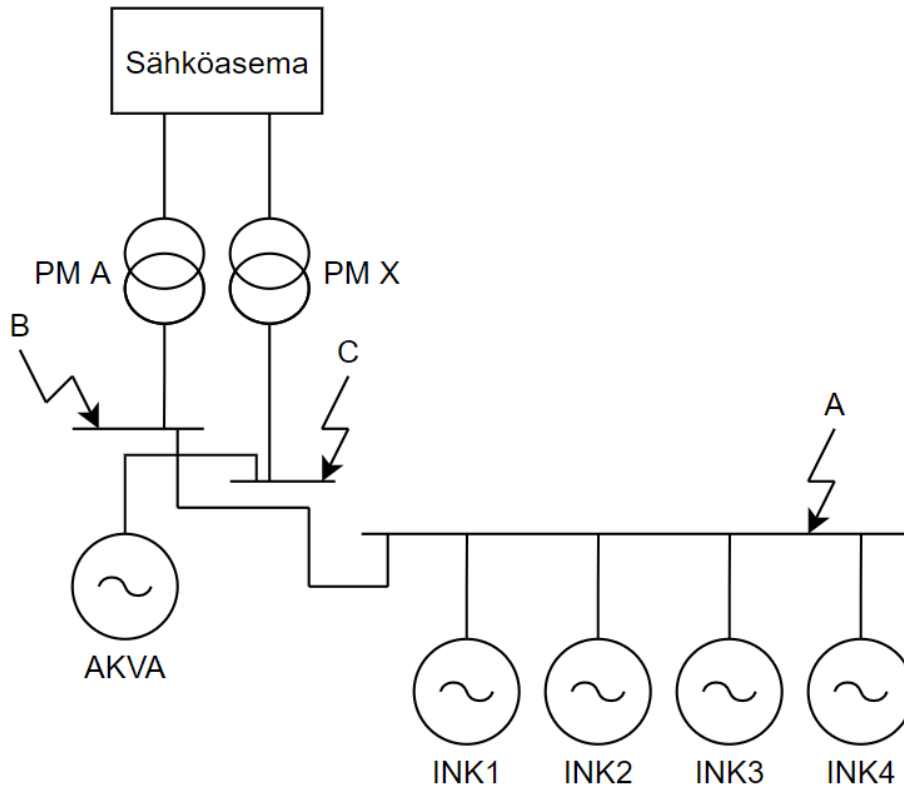 Sähköasema
PM A
PM X
B
C
A
AKVA
INK1
INK2
INK3
INK4